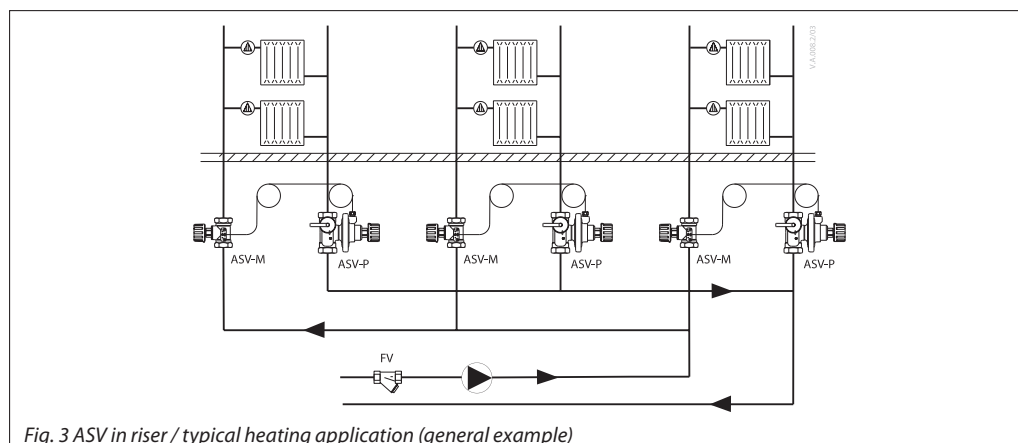 V.A.008.2/03
ASV-M
ASV-P
ASV-M
ASV-P
ASV-M
ASV-P
FV
Fig. 3 ASV in riser / typical heating application (general example)